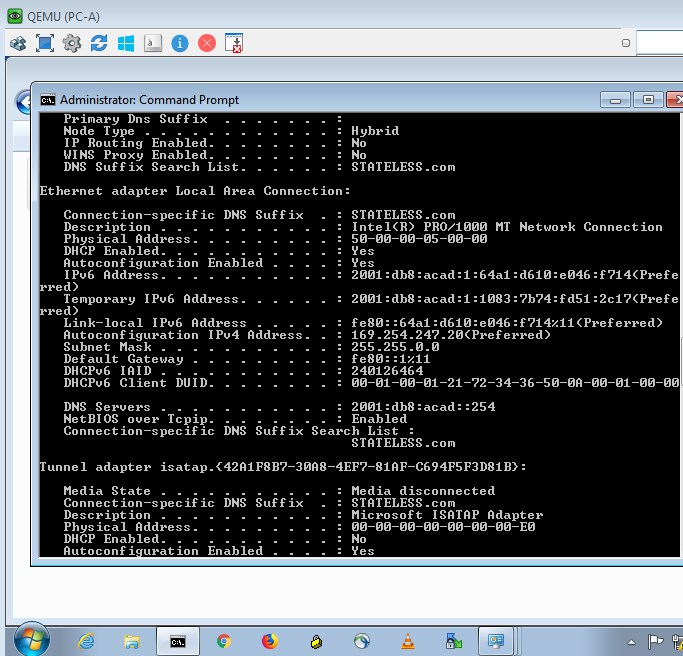 QEMU (PC-A)
Administrator: Command Prompt
Primary Dns Suffix . . . . . . . :
Node Type . . . . . . . . . . . . : Hybrid
IP Routing Enabled. . . . . . . . : No
WINS Proxy Enabled. . . . . . . . : No
DNS Suffix Search List. . . . . . : STATELESS.com
Ethernet adapter Local Area Connection:
Connection-specific DNS Suffix . : STATELESS.com
Description . . . . . . . . . . . : Intel(R) PRO/1000 MT Network Connection
Physical Address. . . . . . . . . : 50-00-00-05-00-00
DHCP Enabled. . . . . . . . . . . : Yes
Autoconfiguration Enabled . . . . : Yes
IPv6 Address. . . . . . . . . . . : 2001:db8:acad:1:64a1:d610:e046:f714(Prefe
rred)
Temporary IPv6 Address. . . . . . : 2001:db8:acad:1:1083:7b74:fd51:2c17(Prefe
rred)
Link-local IPv6 Address . . . . . : fe80::64a1:d610:e046:f714%11(Preferred)
Autoconfiguration IPv4 Address. . : 169.254.247.20(Preferred)
Subnet Mask . . . . . . . . . . . : 255.255.0.0
Default Gateway . . . . . . . . . : fe80::1%11
DHCPv6 IAID . . . . . . . . . . . : 240126464
DHCPv6 Client DUID. . . . . . . . : 00-01-00-01-21-72-34-36-50-0A-00-01-00-00
DNS Servers . . . . . . . . . . . : 2001:db8:acad::254
NetBIOS over Tcpip. . . . . . . . : Enabled
Connection-specific DNS Suffix Search List :
STATELESS.com
Tunnel adapter isatap.{42A1F8B7-30A8-4EF7-81AF-C694F5F3D81B}:
Media State . . . . . . . . . . . : Media disconnected
Connection-specific DNS Suffix . : STATELESS.com
Description . . . . . . . . . . . : Microsoft ISATAP Adapter
Physical Address. . . . . . . . . : 00-00-00-00-00-00-00-E0
DHCP Enabled. . . . . . . . . . . : No
Autoconfiguration Enabled . . . . : Yes